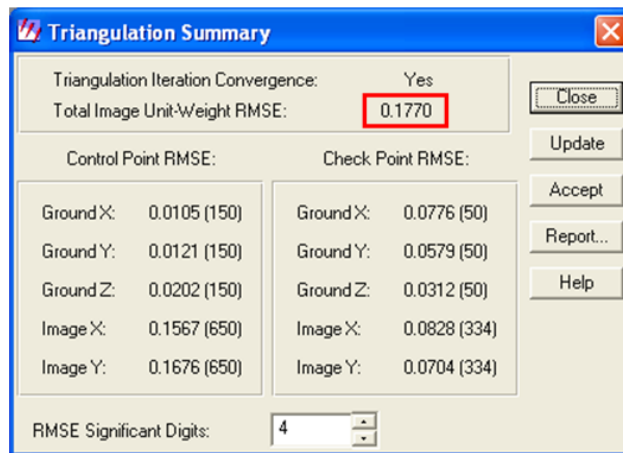 Triangulation Summary
Triangulation Iteration Convergence: Yes
Total Image Unit-Weight RMSE: 0.1770
Close
Update
Accept
Report...
Help
Control Point RMSE:
Ground X: 0.0105 (150)
Ground Y: 0.0121 (150)
Ground Z: 0.0202 (150)
Image X: 0.1567 (650)
Image Y: 0.1676 (650)
Check Point RMSE:
Ground X: 0.0776 (50)
Ground Y: 0.0579 (50)
Ground Z: 0.0312 (50)
Image X: 0.0828 (334)
Image Y: 0.0704 (334)
RMSE Significant Digits: 4